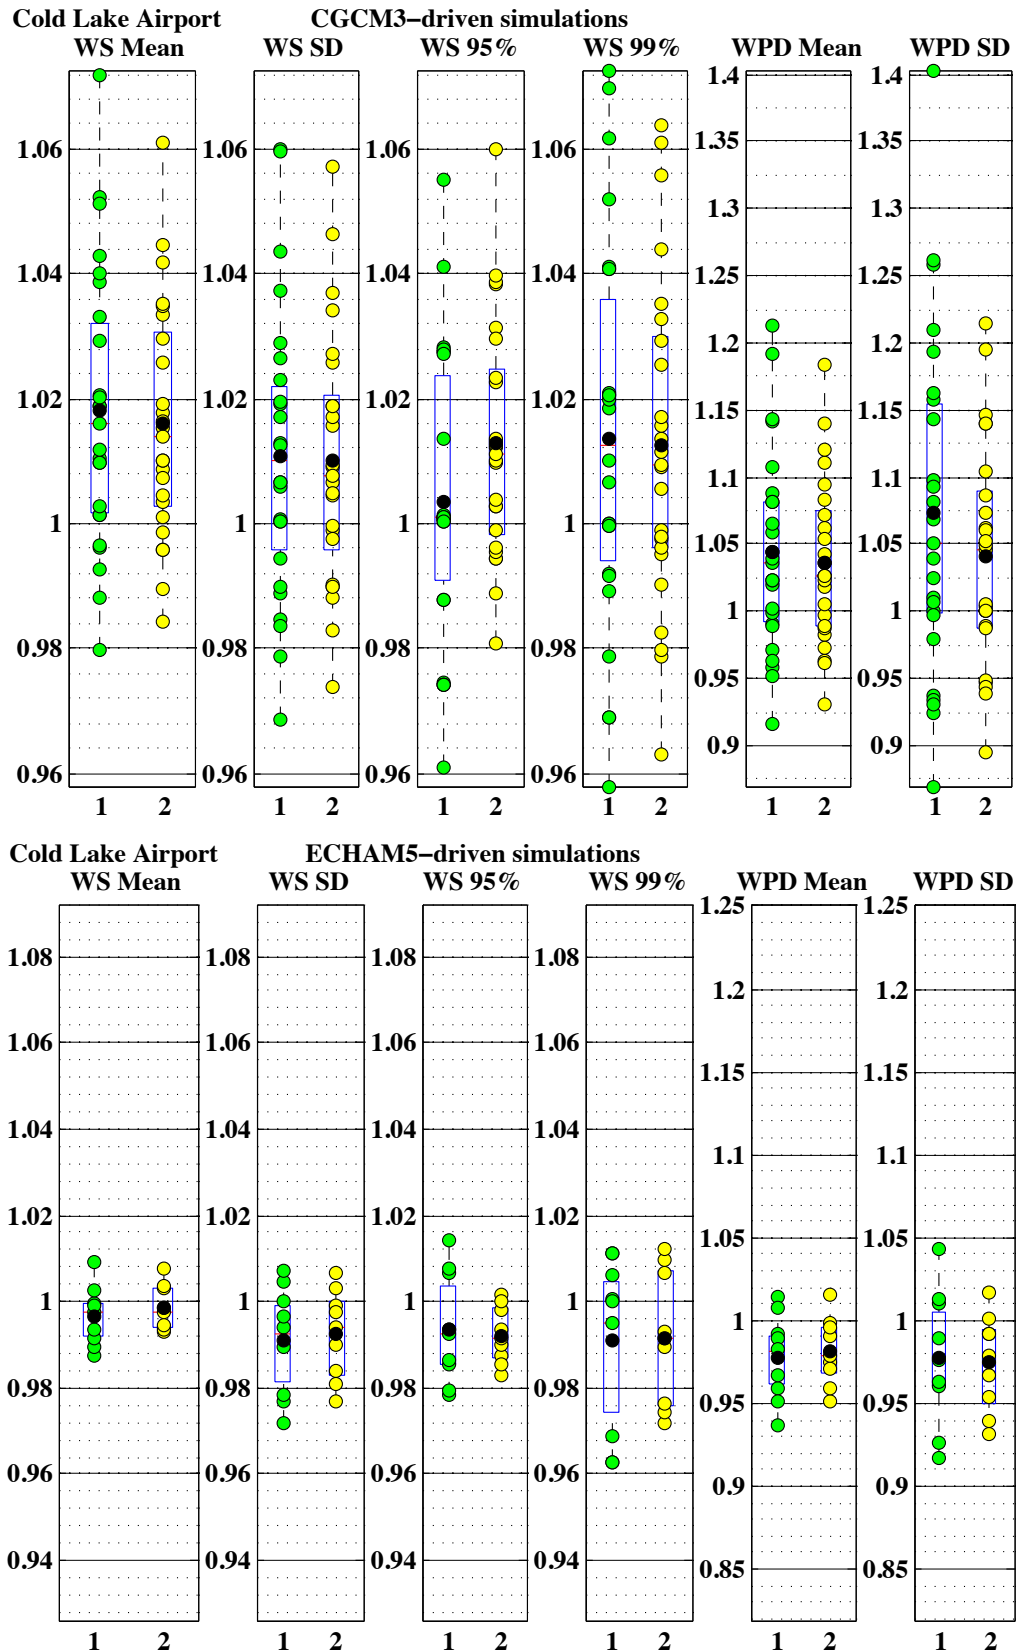 Cold Lake Airport CGCM3−driven simulations
WS Mean WS SD WS 95% WS 99% WPD Mean WPD SD
1.06 1.04 1.02 1 0.98 0.96
1.06 1.04 1.02 1 0.98 0.96
1.06 1.04 1.02 1 0.98 0.96
1.06 1.04 1.02 1 0.98 0.96
1.4 1.35 1.3 1.25 1.2 1.15 1.1 1.05 1 0.95 0.9
1.4 1.35 1.3 1.25 1.2 1.15 1.1 1.05 1 0.95 0.9
1 2 1 2 1 2 1 2 1 2 1 2
Cold Lake Airport ECHAM5−driven simulations
WS Mean WS SD WS 95% WS 99% WPD Mean WPD SD
1.08 1.06 1.04 1.02 1 0.98 0.96 0.94
1.08 1.06 1.04 1.02 1 0.98 0.96 0.94
1.08 1.06 1.04 1.02 1 0.98 0.96 0.94
1.08 1.06 1.04 1.02 1 0.98 0.96 0.94
1.25 1.2 1.15 1.1 1.05 1 0.95 0.9 0.85
1.25 1.2 1.15 1.1 1.05 1 0.95 0.9 0.85
1 2 1 2 1 2 1 2 1 2 1 2